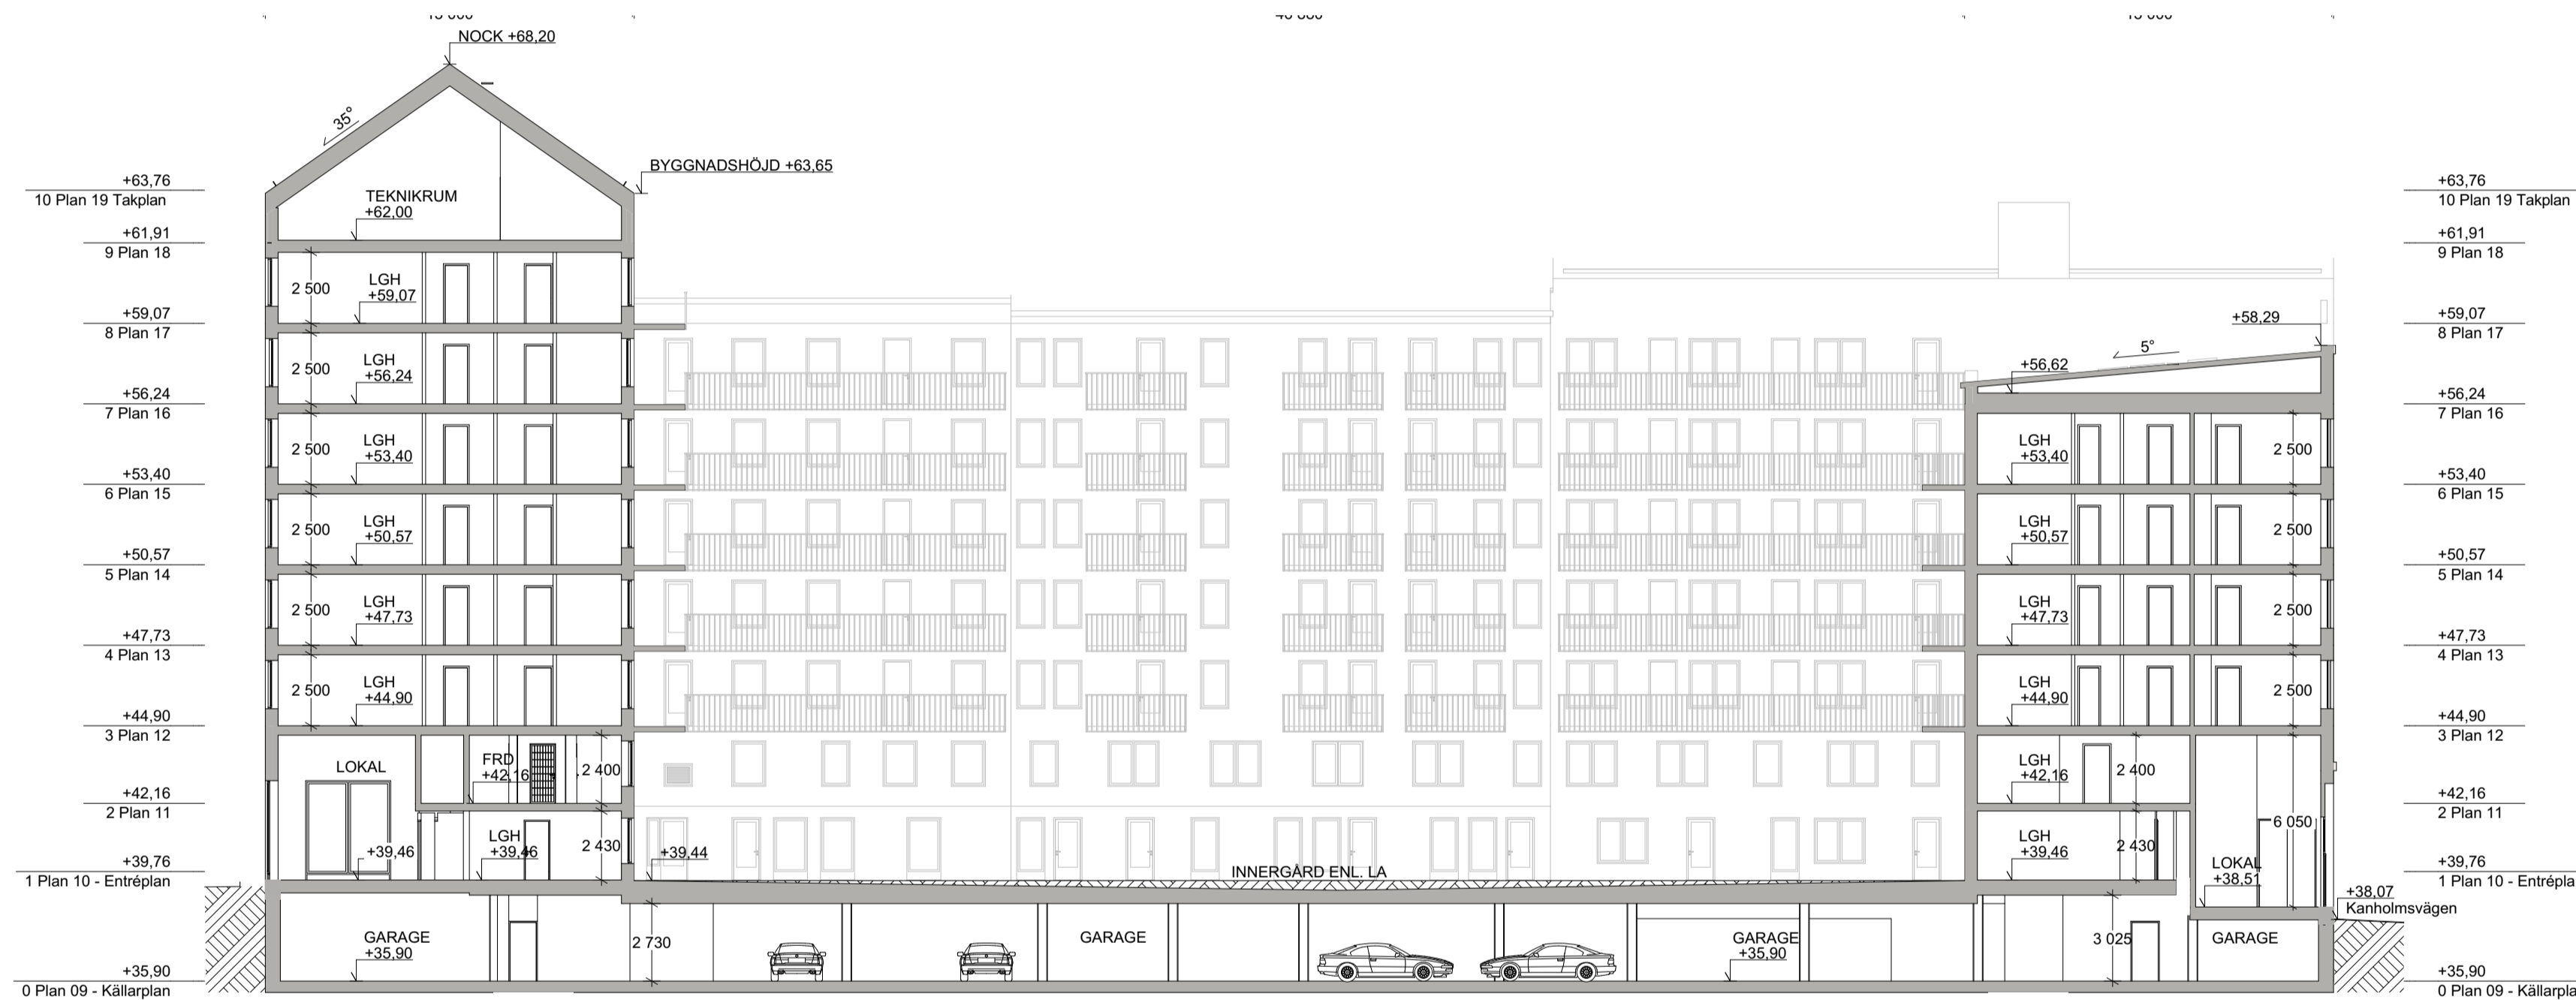 NOCK +68,20
35°
BYGGNADSHÖJD +63,65
+63,76
10 Plan 19 Takplan
TEKNIKRUM
+62,00
+63,76
10 Plan 19 Takplan
+61,91
9 Plan 18
+61,91
9 Plan 18
2 500
LGH
+59,07
+59,07
8 Plan 17
+58,29
+59,07
8 Plan 17
5°
2 500
LGH
+56,24
+56,62
+56,24
7 Plan 16
+56,24
7 Plan 16
2 500
LGH
+53,40
LGH
+53,40
2 500
+53,40
6 Plan 15
+53,40
6 Plan 15
2 500
LGH
+50,57
LGH
+50,57
2 500
+50,57
5 Plan 14
+50,57
5 Plan 14
2 500
LGH
+47,73
LGH
+47,73
2 500
+47,73
4 Plan 13
+47,73
4 Plan 13
2 500
LGH
+44,90
LGH
+44,90
2 500
+44,90
3 Plan 12
+44,90
3 Plan 12
LOKAL
FRD
+42,16
2 400
LGH
+42,16
2 400
+42,16
2 Plan 11
+42,16
2 Plan 11
6 050
+39,46
LGH
+39,46
2 430
+39,44
LGH
+39,46
2 430
+39,76
1 Plan 10 - Entréplan
INNERGÅRD ENL. LA
LOKAL
+38,51
+39,76
1 Plan 10 - Entrépla
+38,07
Kanholmsvägen
GARAGE
+35,90
2 730
GARAGE
GARAGE
+35,90
3 025
GARAGE
+35,90
0 Plan 09 - Källarplan
+35,90
0 Plan 09 - Källarpla